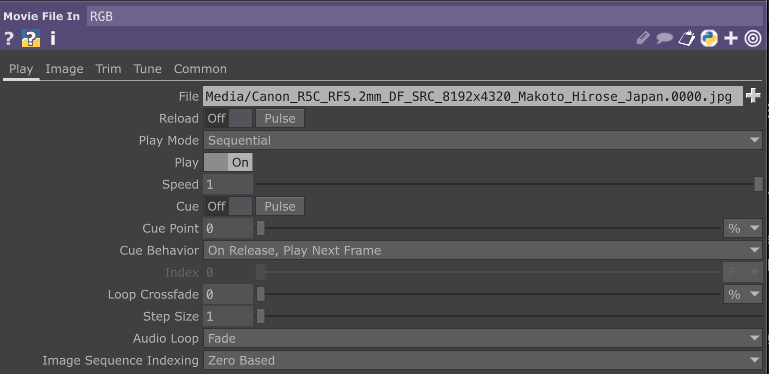 Movie File In RGB
? ? i
Play Image Trim Tune Common
File Media/Canon_R5C_RF5.2mm_DF_SRC_8192x4320_Makoto_Hirose_Japan.0000.jpg
Reload Off Pulse
Play Mode Sequential
Play On
Speed 1
Cue Off Pulse
Cue Point 0 %
Cue Behavior On Release, Play Next Frame
Index 0 F
Loop Crossfade 0 %
Step Size 1
Audio Loop Fade
Image Sequence Indexing Zero Based